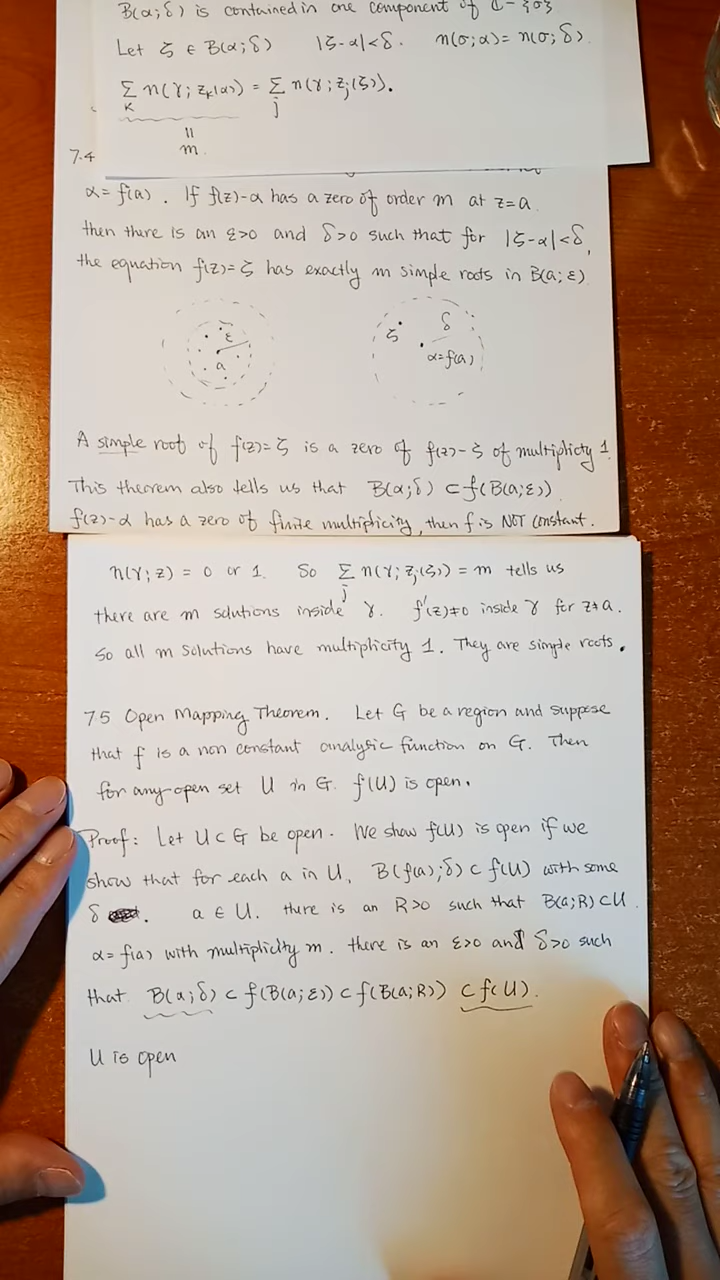 B(α;δ) is contained in one component of ℂ - {σ}
Let ζ ∈ B(α;δ) |ζ-α|<δ. n(σ;α)= n(σ;δ).
∑_k n(γ; z_k(α)) = ∑_j n(γ; z_j(ζ)).
||
m
7.4
α = f(a). If f(z)-α has a zero of order m at z=a
then there is an ε>0 and δ>0 such that for |ζ-α|<δ,
the equation f(z)=ζ has exactly m simple roots in B(a;ε)
ε
a
ζ
δ
α=f(a)
A simple root of f(z)=ζ is a zero of f(z)-ζ of multiplicty 1
This theorem also tells us that B(α;δ) ⊂ f(B(a;ε))
f(z)-α has a zero of finite multiplicity, then f is NOT constant.
n(γ;z) = 0 or 1. So ∑_j n(γ; z_j(ζ)) = m tells us
there are m solutions inside γ. f'(z)≠0 inside γ for z≠a.
So all m solutions have multiplicity 1. They are simple roots.
7.5 Open Mapping Theorem. Let G be a region and suppose
that f is a non constant analytic function on G. Then
for any open set U in G. f(U) is open.
Proof: Let U⊂G be open. We show f(U) is open if we
show that for each a in U, B(f(a);δ) ⊂ f(U) with some
δ . a ∈ U. there is an R>0 such that B(a;R)⊂U
α = f(a) with multiplicity m. there is an ε>0 and δ>0 such
that B(α;δ) ⊂ f(B(a;ε)) ⊂ f(B(a;R)) ⊂ f(U).
U is open